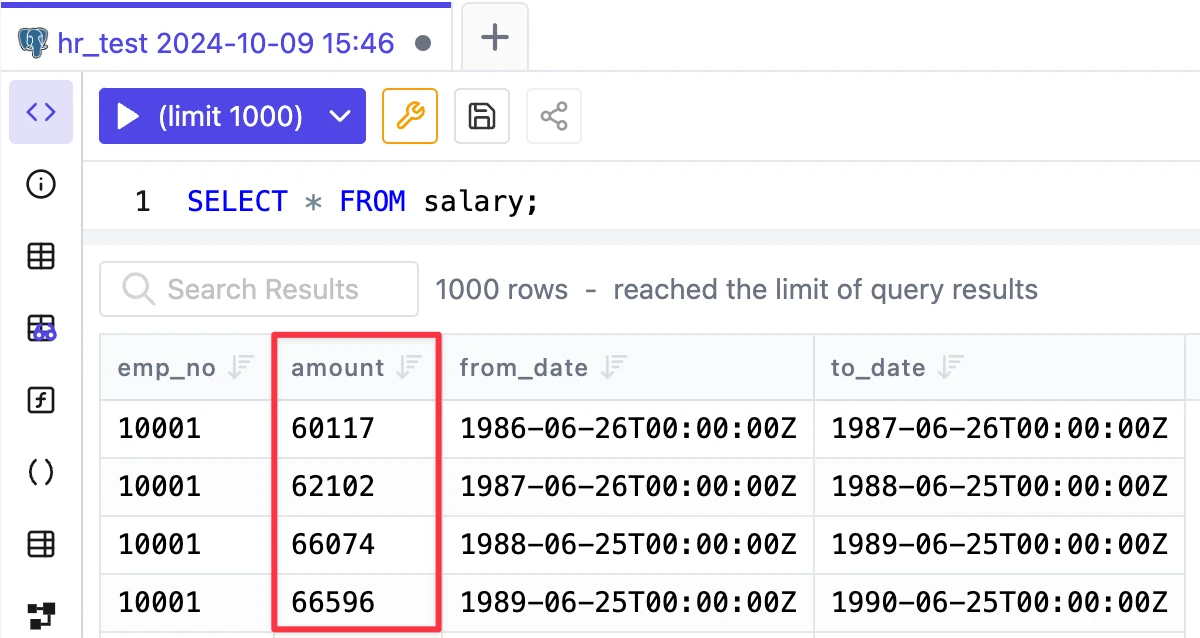 hr_test 2024-10-09 15:46
(limit 1000)
1 SELECT * FROM salary;
Search Results 1000 rows - reached the limit of query results
emp_no amount from_date to_date
10001 60117 1986-06-26T00:00:00Z 1987-06-26T00:00:00Z
10001 62102 1987-06-26T00:00:00Z 1988-06-25T00:00:00Z
10001 66074 1988-06-25T00:00:00Z 1989-06-25T00:00:00Z
10001 66596 1989-06-25T00:00:00Z 1990-06-25T00:00:00Z